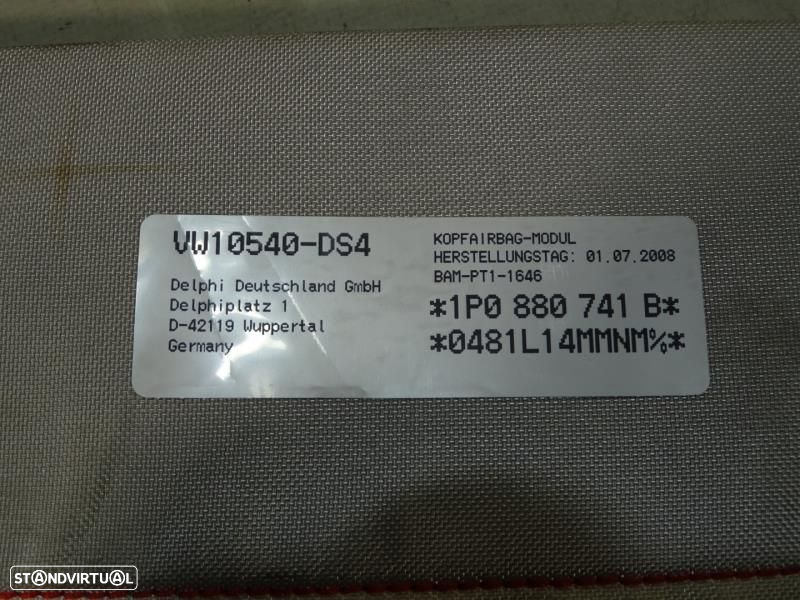 VW10540-DS4
Delphi Deutschland GmbH
Delphiplatz 1
D-42119 Wuppertal
Germany
KOPFAIRBAG-MODUL
HERSTELLUNGSTAG: 01.07.2008
BAM-PT1-1646
*1P0 880 741 B*
*0481L14MMNM%*
STANDVIRTUAL